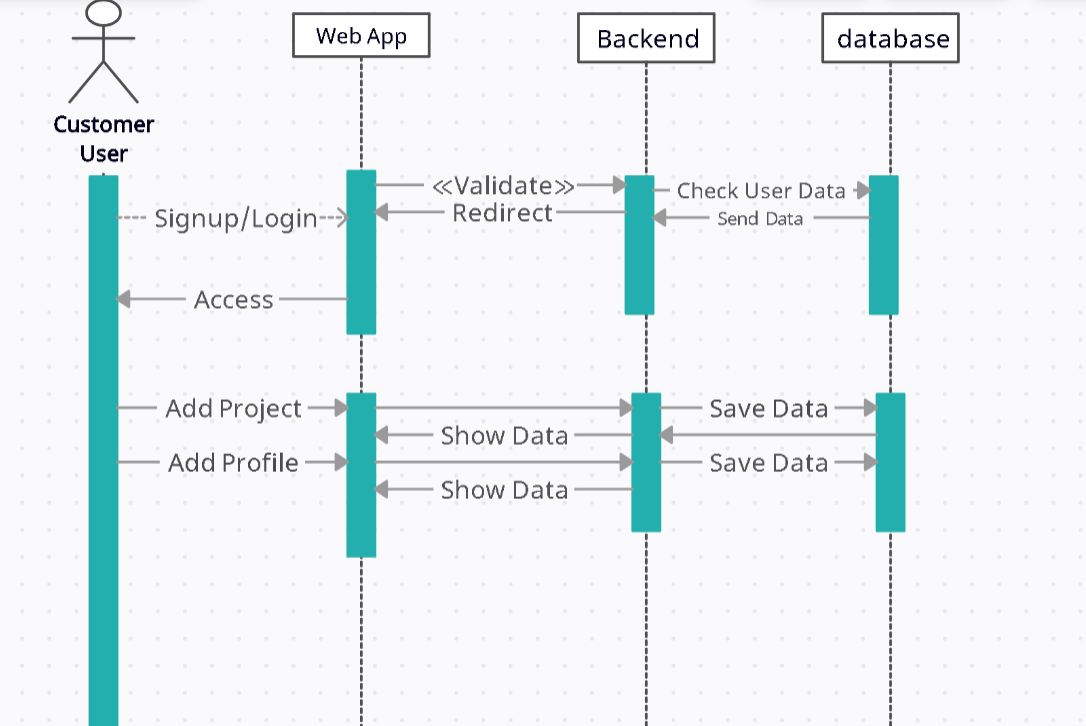 Web App
Backend
database
Customer
User
≪Validate≫
Check User Data
Redirect
Signup/Login
Send Data
Access
Add Project
Save Data
Show Data
Add Profile
Save Data
Show Data